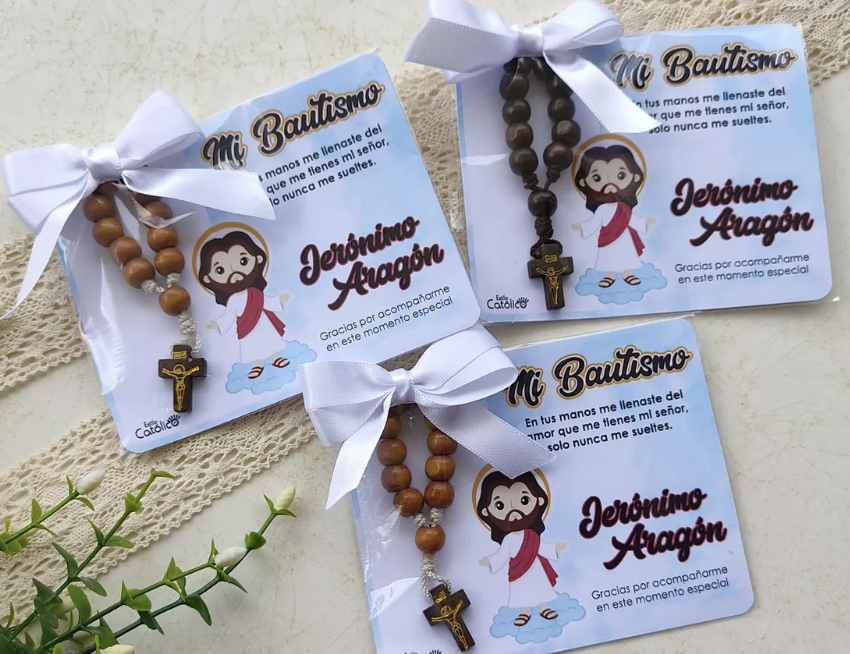 Mi Bautismo
manos me llenaste del
que me tienes mi señor,
solo nunca me sueltes.
Jerónimo
Aragón
Gracias por acompañarme
en este momento especial
Estilo
Católico
Mi Bautismo
En tus manos me llenaste del
que me tienes mi señor,
solo nunca me sueltes.
Jerónimo
Aragón
Gracias por acompañarme
en este momento especial
Estilo
Católico
Mi Bautismo
En tus manos me llenaste del
amor que me tienes mi señor,
solo nunca me sueltes.
Jerónimo
Aragón
Gracias por acompañarme
en este momento especial